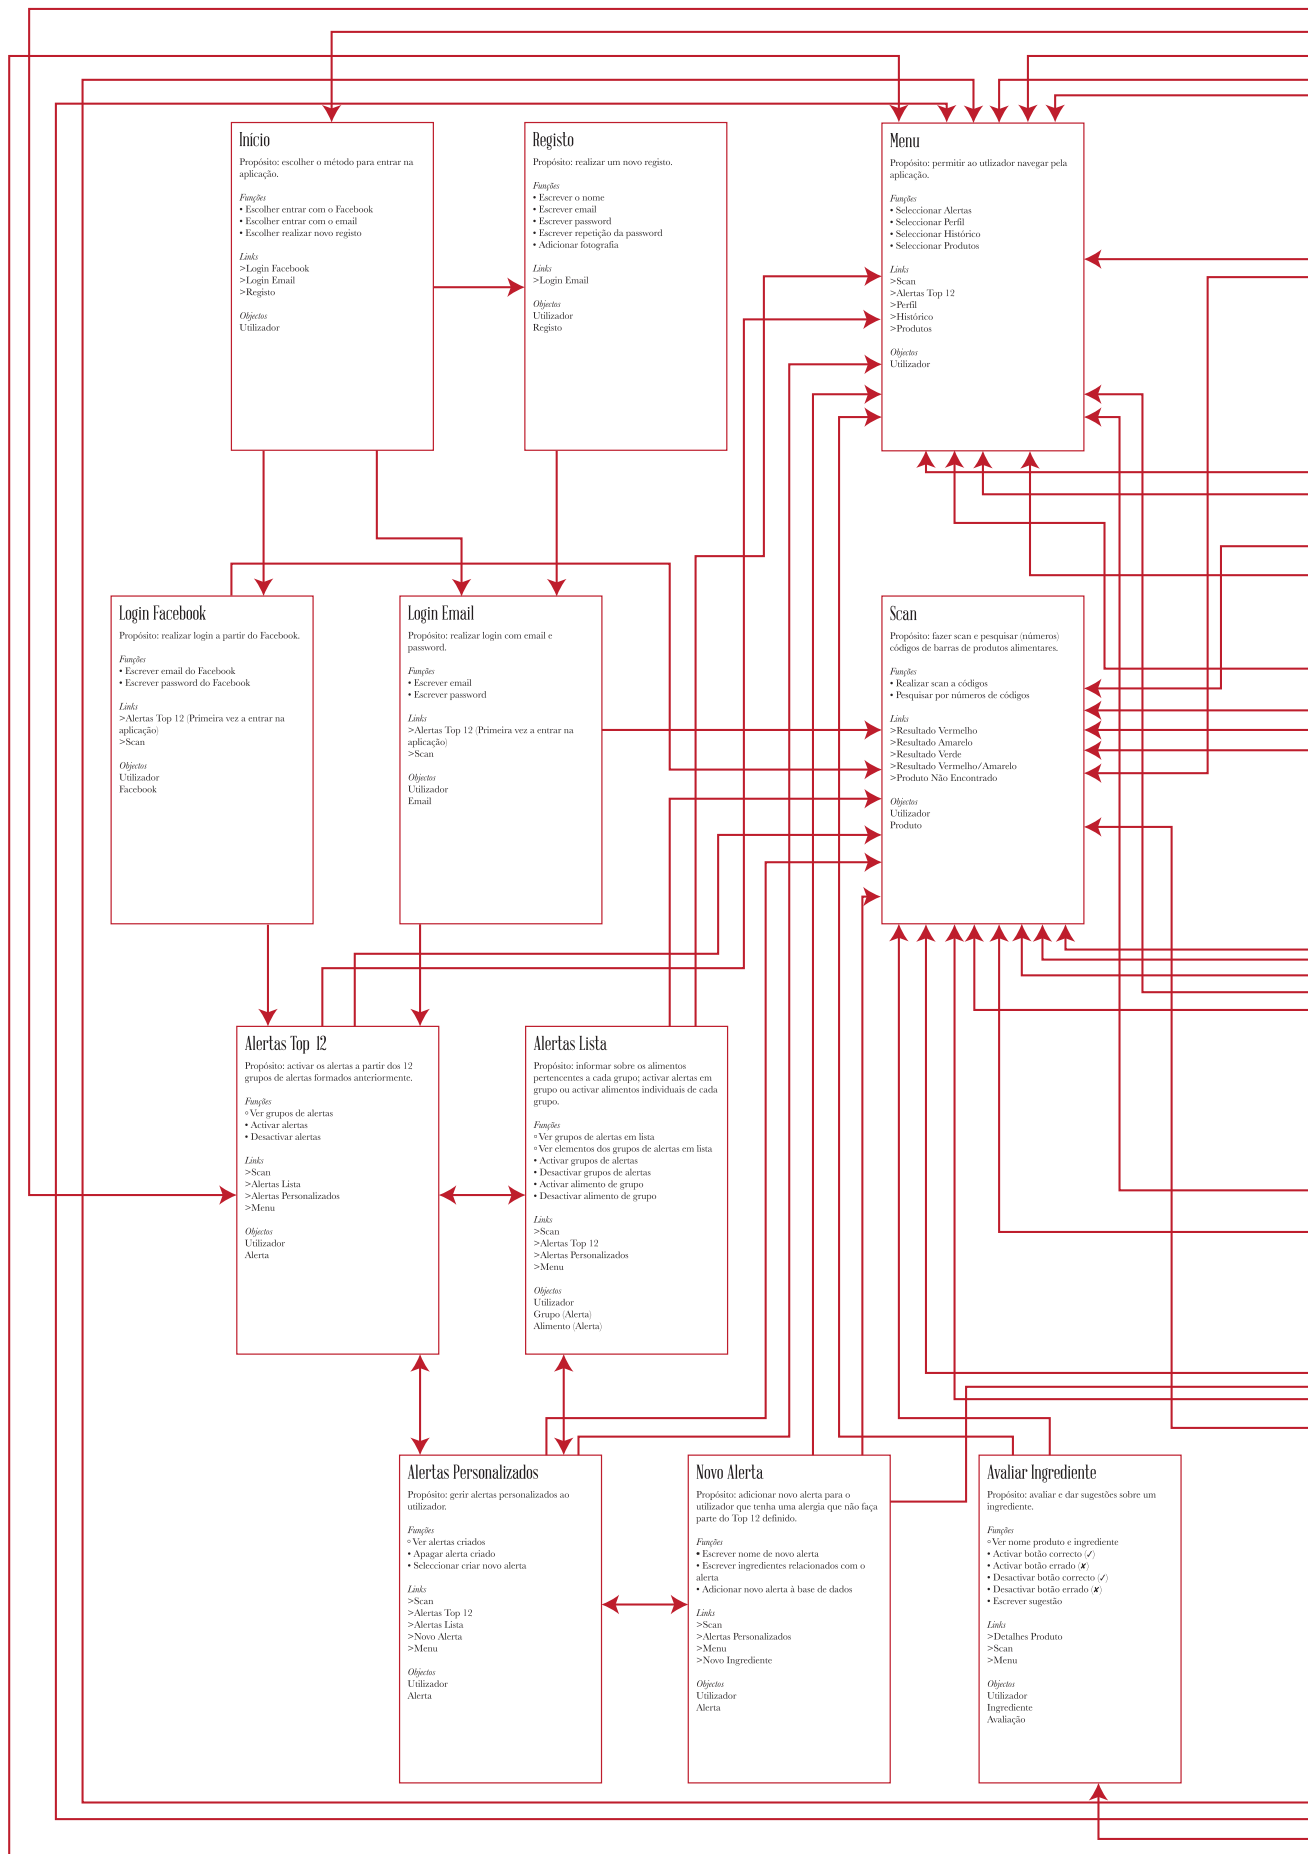 Início
Propósito: escolher o método para entrar na
aplicação.
Funções
• Escolher entrar com o Facebook
• Escolher entrar com o email
• Escolher realizar novo registo
Links
>Login Facebook
>Login Email
>Registo
Objectos
Utilizador
Registo
Propósito: realizar um novo registo.
Funções
• Escrever o nome
• Escrever email
• Escrever password
• Escrever repetição da password
• Adicionar fotografia
Links
>Login Email
Objectos
Utilizador
Registo
Menu
Propósito: permitir ao utlizador navegar pela
aplicação.
Funções
• Seleccionar Alertas
• Seleccionar Perfil
• Seleccionar Histórico
• Seleccionar Produtos
Links
>Scan
>Alertas Top 12
>Perfil
>Histórico
>Produtos
Objectos
Utilizador
Login Facebook
Propósito: realizar login a partir do Facebook.
Funções
• Escrever email do Facebook
• Escrever password do Facebook
Links
>Alertas Top 12 (Primeira vez a entrar na
aplicação)
>Scan
Objectos
Utilizador
Facebook
Login Email
Propósito: realizar login com email e
password.
Funções
• Escrever email
• Escrever password
Links
>Alertas Top 12 (Primeira vez a entrar na
aplicação)
>Scan
Objectos
Utilizador
Email
Scan
Propósito: fazer scan e pesquisar (números)
códigos de barras de produtos alimentares.
Funções
• Realizar scan a códigos
• Pesquisar por números de códigos
Links
>Resultado Vermelho
>Resultado Amarelo
>Resultado Verde
>Resultado Vermelho/Amarelo
>Produto Não Encontrado
Objectos
Utilizador
Produto
Alertas Top 12
Propósito: activar os alertas a partir dos 12
grupos de alertas formados anteriormente.
Funções
◦ Ver grupos de alertas
• Activar alertas
• Desactivar alertas
Links
>Scan
>Alertas Lista
>Alertas Personalizados
>Menu
Objectos
Utilizador
Alerta
Alertas Lista
Propósito: informar sobre os alimentos
pertencentes a cada grupo; activar alertas em
grupo ou activar alimentos individuais de cada
grupo.
Funções
◦ Ver grupos de alertas em lista
◦ Ver elementos dos grupos de alertas em lista
• Activar grupos de alertas
• Desactivar grupos de alertas
• Activar alimento de grupo
• Desactivar alimento de grupo
Links
>Scan
>Alertas Top 12
>Alertas Personalizados
>Menu
Objectos
Utilizador
Grupo (Alerta)
Alimento (Alerta)
Alertas Personalizados
Propósito: gerir alertas personalizados ao
utilizador.
Funções
◦ Ver alertas criados
• Apagar alerta criado
• Seleccionar criar novo alerta
Links
>Scan
>Alertas Top 12
>Alertas Lista
>Novo Alerta
>Menu
Objectos
Utilizador
Alerta
Novo Alerta
Propósito: adicionar novo alerta para o
utilizador que tenha uma alergia que não faça
parte do Top 12 definido.
Funções
• Escrever nome de novo alerta
• Escrever ingredientes relacionados com o
alerta
• Adicionar novo alerta à base de dados
Links
>Scan
>Alertas Personalizados
>Menu
>Novo Ingrediente
Objectos
Utilizador
Alerta
Avaliar Ingrediente
Propósito: avaliar e dar sugestões sobre um
ingrediente.
Funções
◦ Ver nome produto e ingrediente
• Activar botão correcto (✓)
• Activar botão errado (✘)
• Desactivar botão correcto (✓)
• Desactivar botão errado (✘)
• Escrever sugestão
Links
>Detalhes Produto
>Scan
>Menu
Objectos
Utilizador
Ingrediente
Avaliação